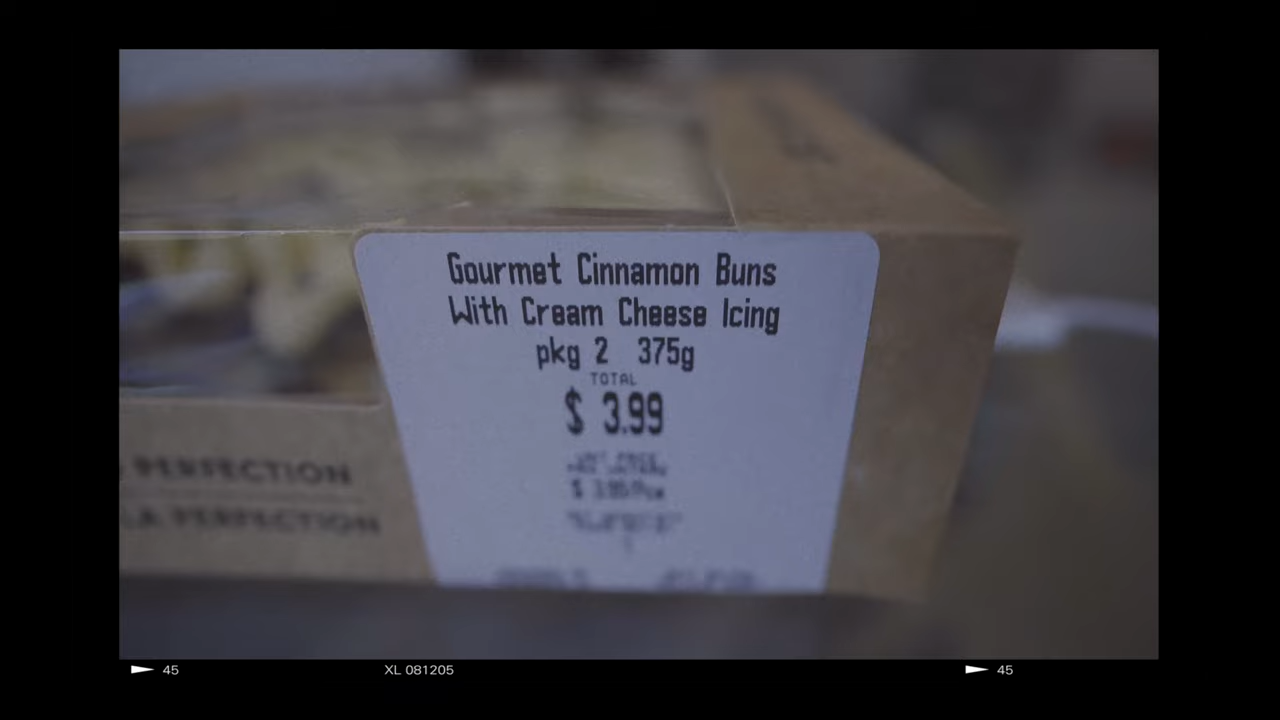 Gourmet Cinnamon Buns
With Cream Cheese Icing
pkg 2 375g
TOTAL
$ 3.99
PERFECTION
LA PERFECTION
45 XL 081205 45